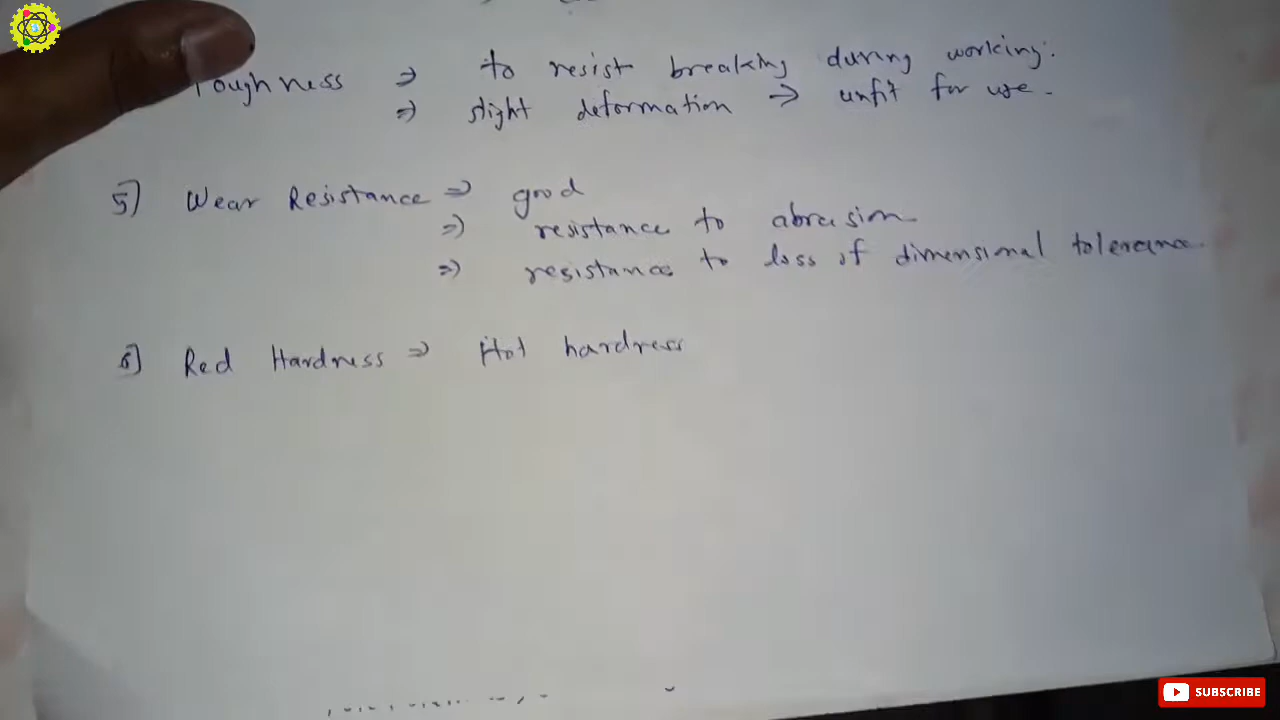 Toughness ⇒ to resist breaking during working.
⇒ slight deformation → unfit for use.
5] Wear Resistance ⇒ good
⇒ resistance to abrasion
⇒ resistance to loss of dimensional tolerance.
6] Red Hardness ⇒ Hot hardness
SUBSCRIBE